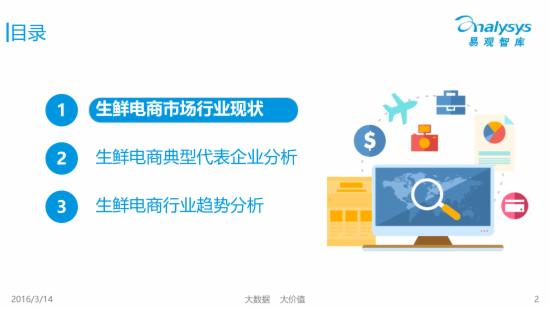 目录
analysys
易观智库
1 生鲜电商市场行业现状
2 生鲜电商典型代表企业分析
3 生鲜电商行业趋势分析
$
2016/3/14 大数据 大价值 2